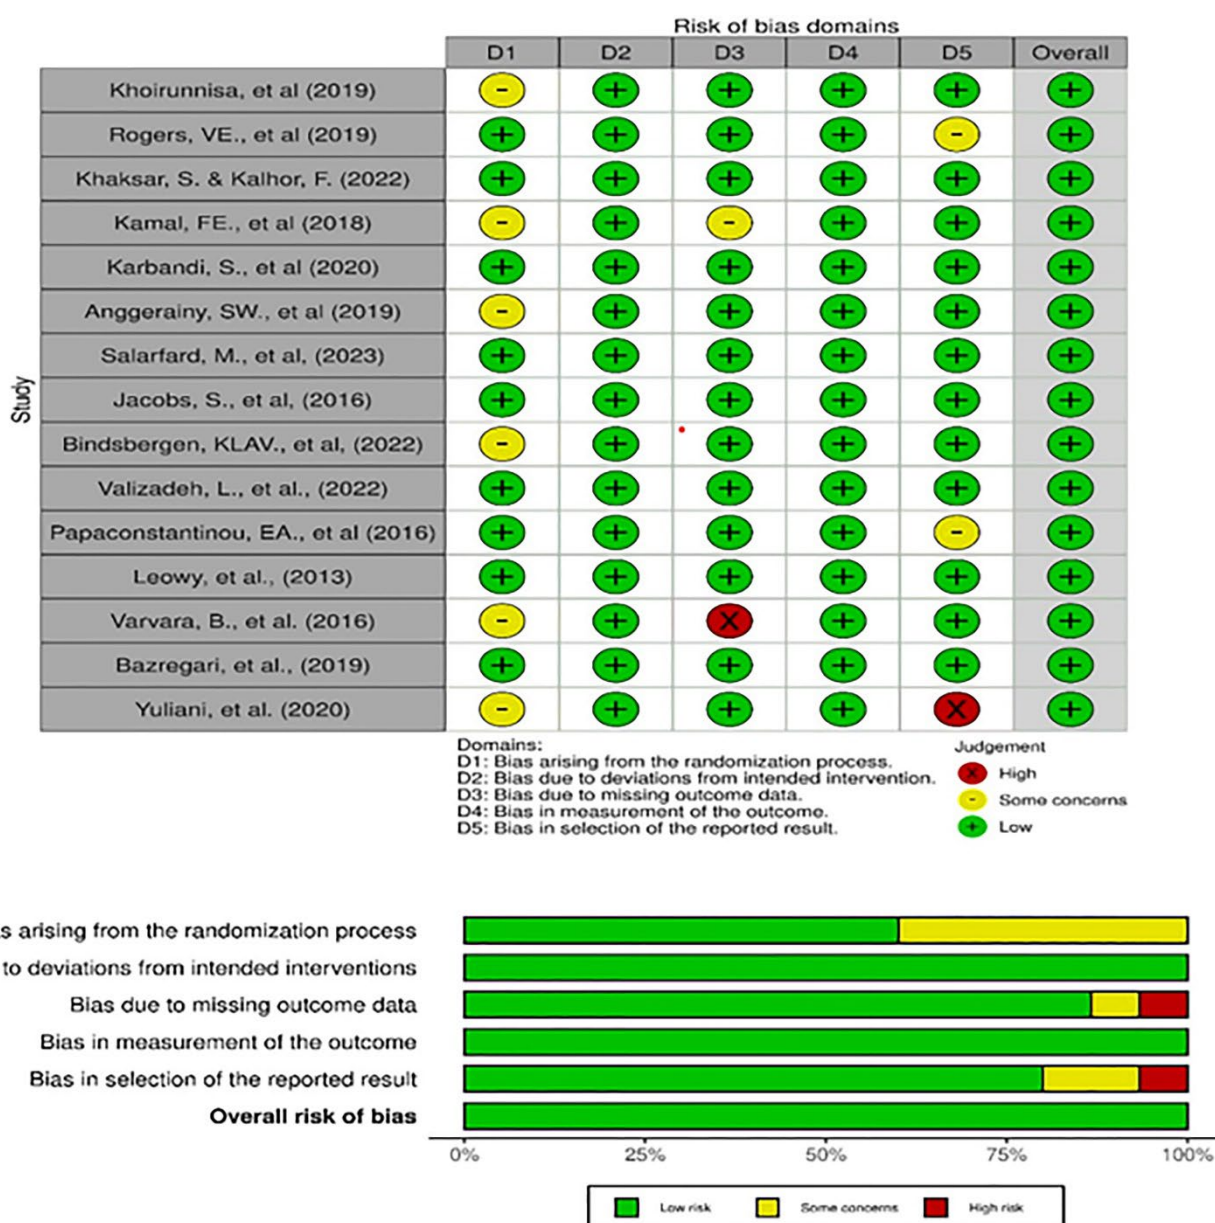 Risk of bias domains
D1 D2 D3 D4 D5 Overall
Study
Khoirunnisa, et al (2019) - + + + + +
Rogers, VE., et al (2019) + + + + - +
Khaksar, S. & Kalhor, F. (2022) + + + + + +
Kamal, FE., et al (2018) - + - + + +
Karbandi, S., et al (2020) + + + + + +
Anggerainy, SW., et al (2019) - + + + + +
Salarfard, M., et al, (2023) + + + + + +
Jacobs, S., et al, (2016) + + + + + +
Bindsbergen, KLAV., et al, (2022) - + + + + +
Valizadeh, L., et al., (2022) + + + + + +
Papaconstantinou, EA., et al (2016) + + + + - +
Leowy, et al., (2013) + + + + + +
Varvara, B., et al. (2016) - + X + + +
Bazregari, et al., (2019) + + + + + +
Yuliani, et al. (2020) - + + + X +
Domains:
D1: Bias arising from the randomization process.
D2: Bias due to deviations from intended intervention.
D3: Bias due to missing outcome data.
D4: Bias in measurement of the outcome.
D5: Bias in selection of the reported result.
Judgement
X High
- Some concerns
+ Low
s arising from the randomization process
to deviations from intended interventions
Bias due to missing outcome data
Bias in measurement of the outcome
Bias in selection of the reported result
Overall risk of bias
0% 25% 50% 75% 100%
Low risk Some concerns High risk